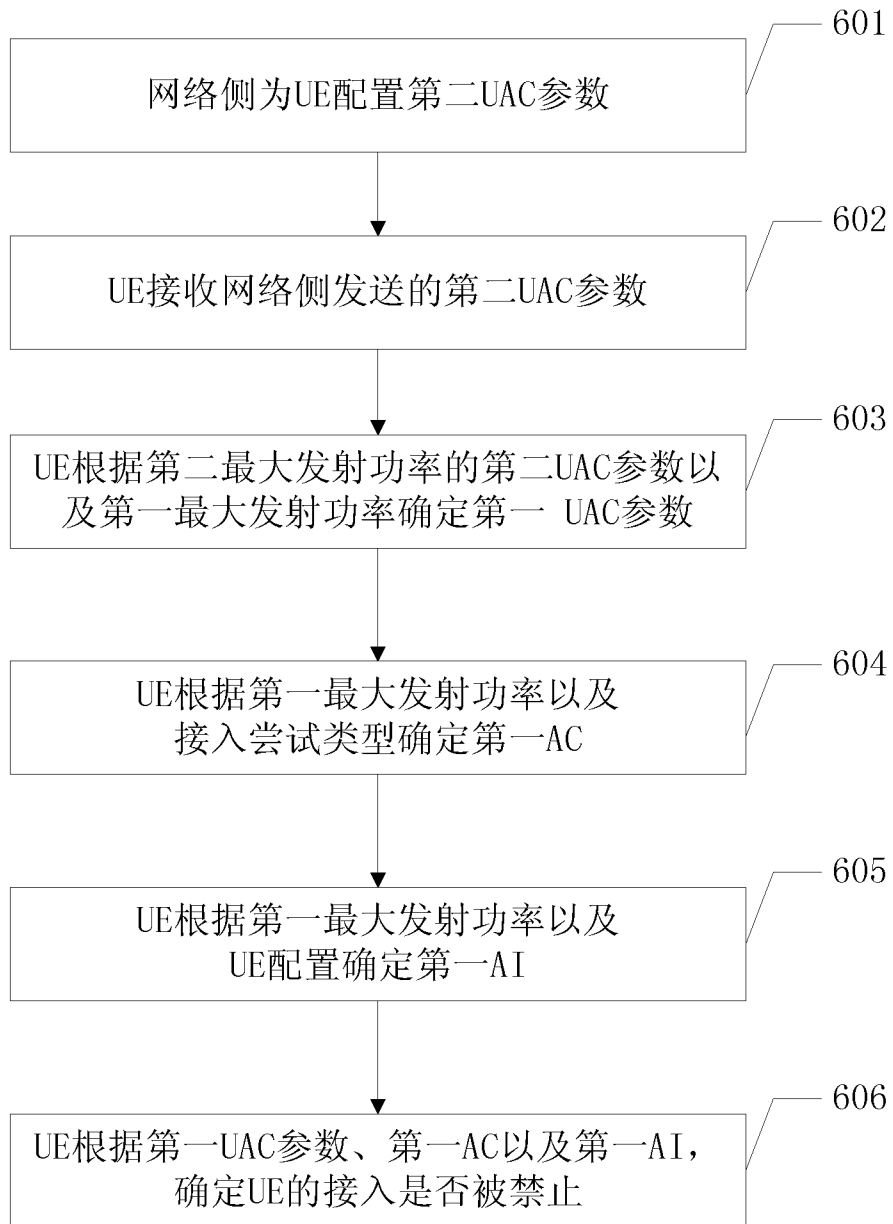 601
网络侧为UE配置第二UAC参数
602
UE接收网络侧发送的第二UAC参数
603
UE根据第二最大发射功率的第二UAC参数以
及第一最大发射功率确定第一 UAC参数
604
UE根据第一最大发射功率以及
接入尝试类型确定第一AC
605
UE根据第一最大发射功率以及
UE配置确定第一AI
606
UE根据第一UAC参数、第一AC以及第一AI，
确定UE的接入是否被禁止